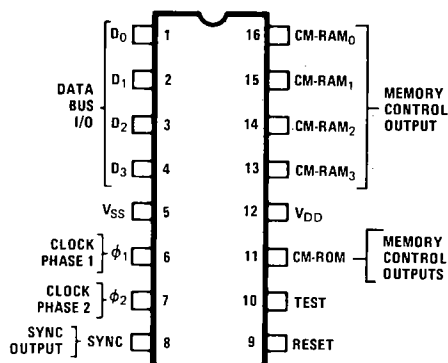 D0 1 16 CM-RAM0
D1 2 15 CM-RAM1
DATA
BUS
I/O
MEMORY
CONTROL
OUTPUT
D2 3 14 CM-RAM2
D3 4 13 CM-RAM3
VSS 5 12 VDD
CLOCK
PHASE 1
ϕ1 6 11 CM-ROM
MEMORY
CONTROL
OUTPUTS
CLOCK
PHASE 2
ϕ2 7 10 TEST
SYNC
OUTPUT
SYNC 8 9 RESET